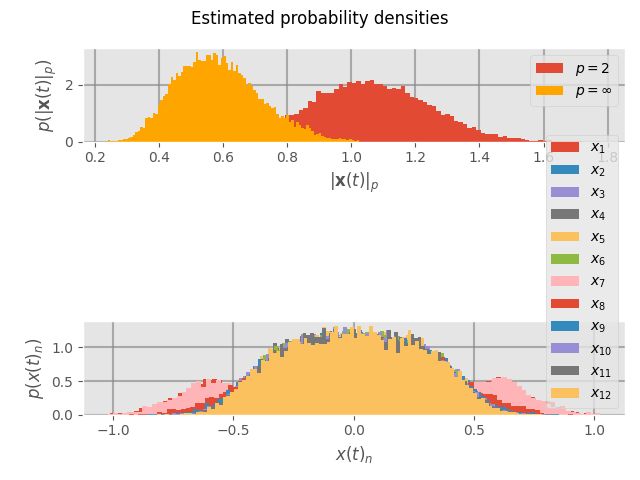 Estimated probability densities
p(|x(t)|ₚ)
2
0
p = 2
p = ∞
0.2 0.4 0.6 0.8 1.0 1.2 1.4 1.6 1.8
|x(t)|ₚ
x₁
x₂
x₃
x₄
x₅
x₆
x₇
x₈
x₉
x₁₀
x₁₁
x₁₂
p(x(t)ₙ)
1.0
0.5
0.0
−1.0 −0.5 0.0 0.5 1.0
x(t)ₙ